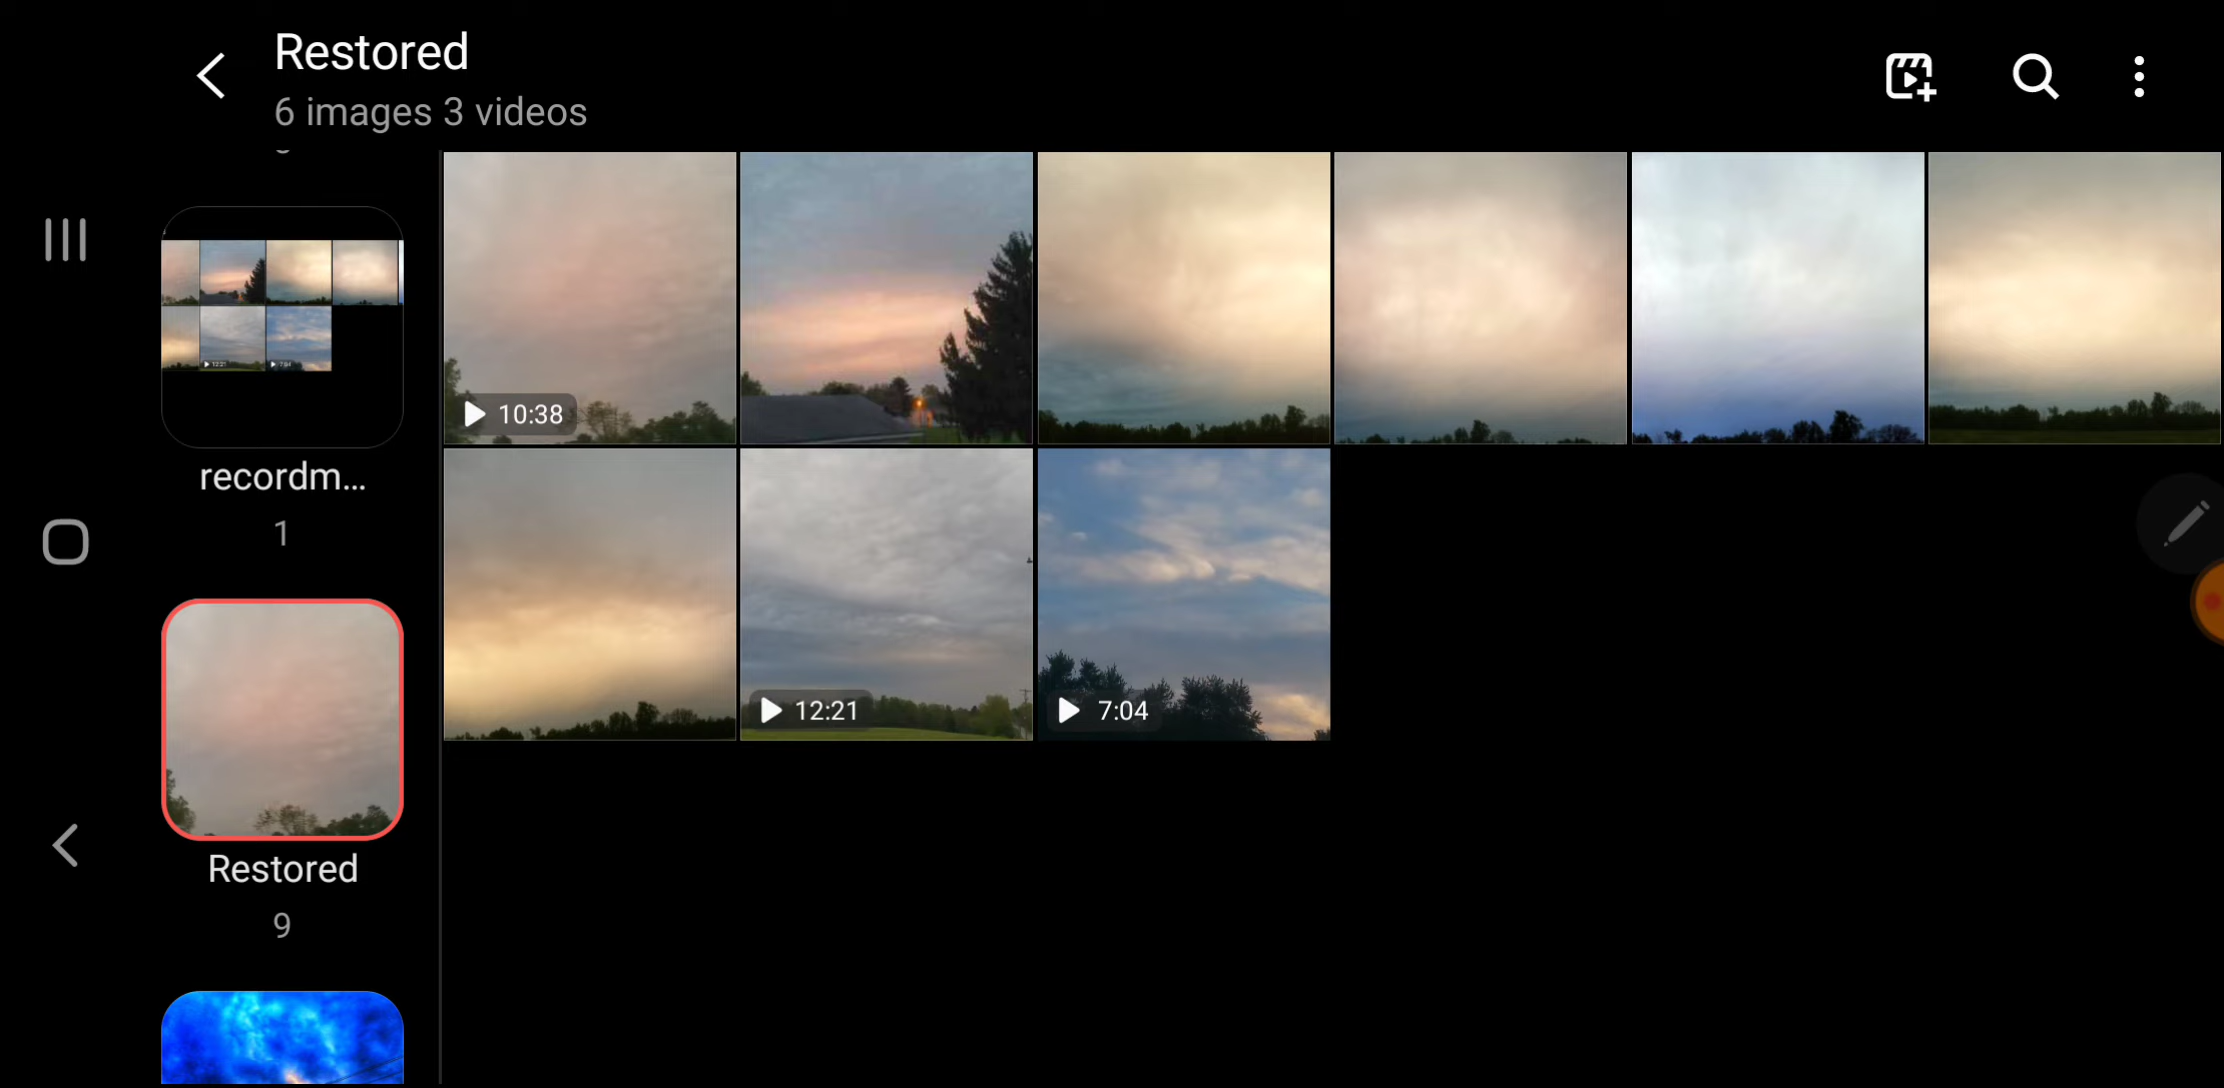 Restored
6 images 3 videos
recordm...
1
Restored
9
10:38
12:21
7:04